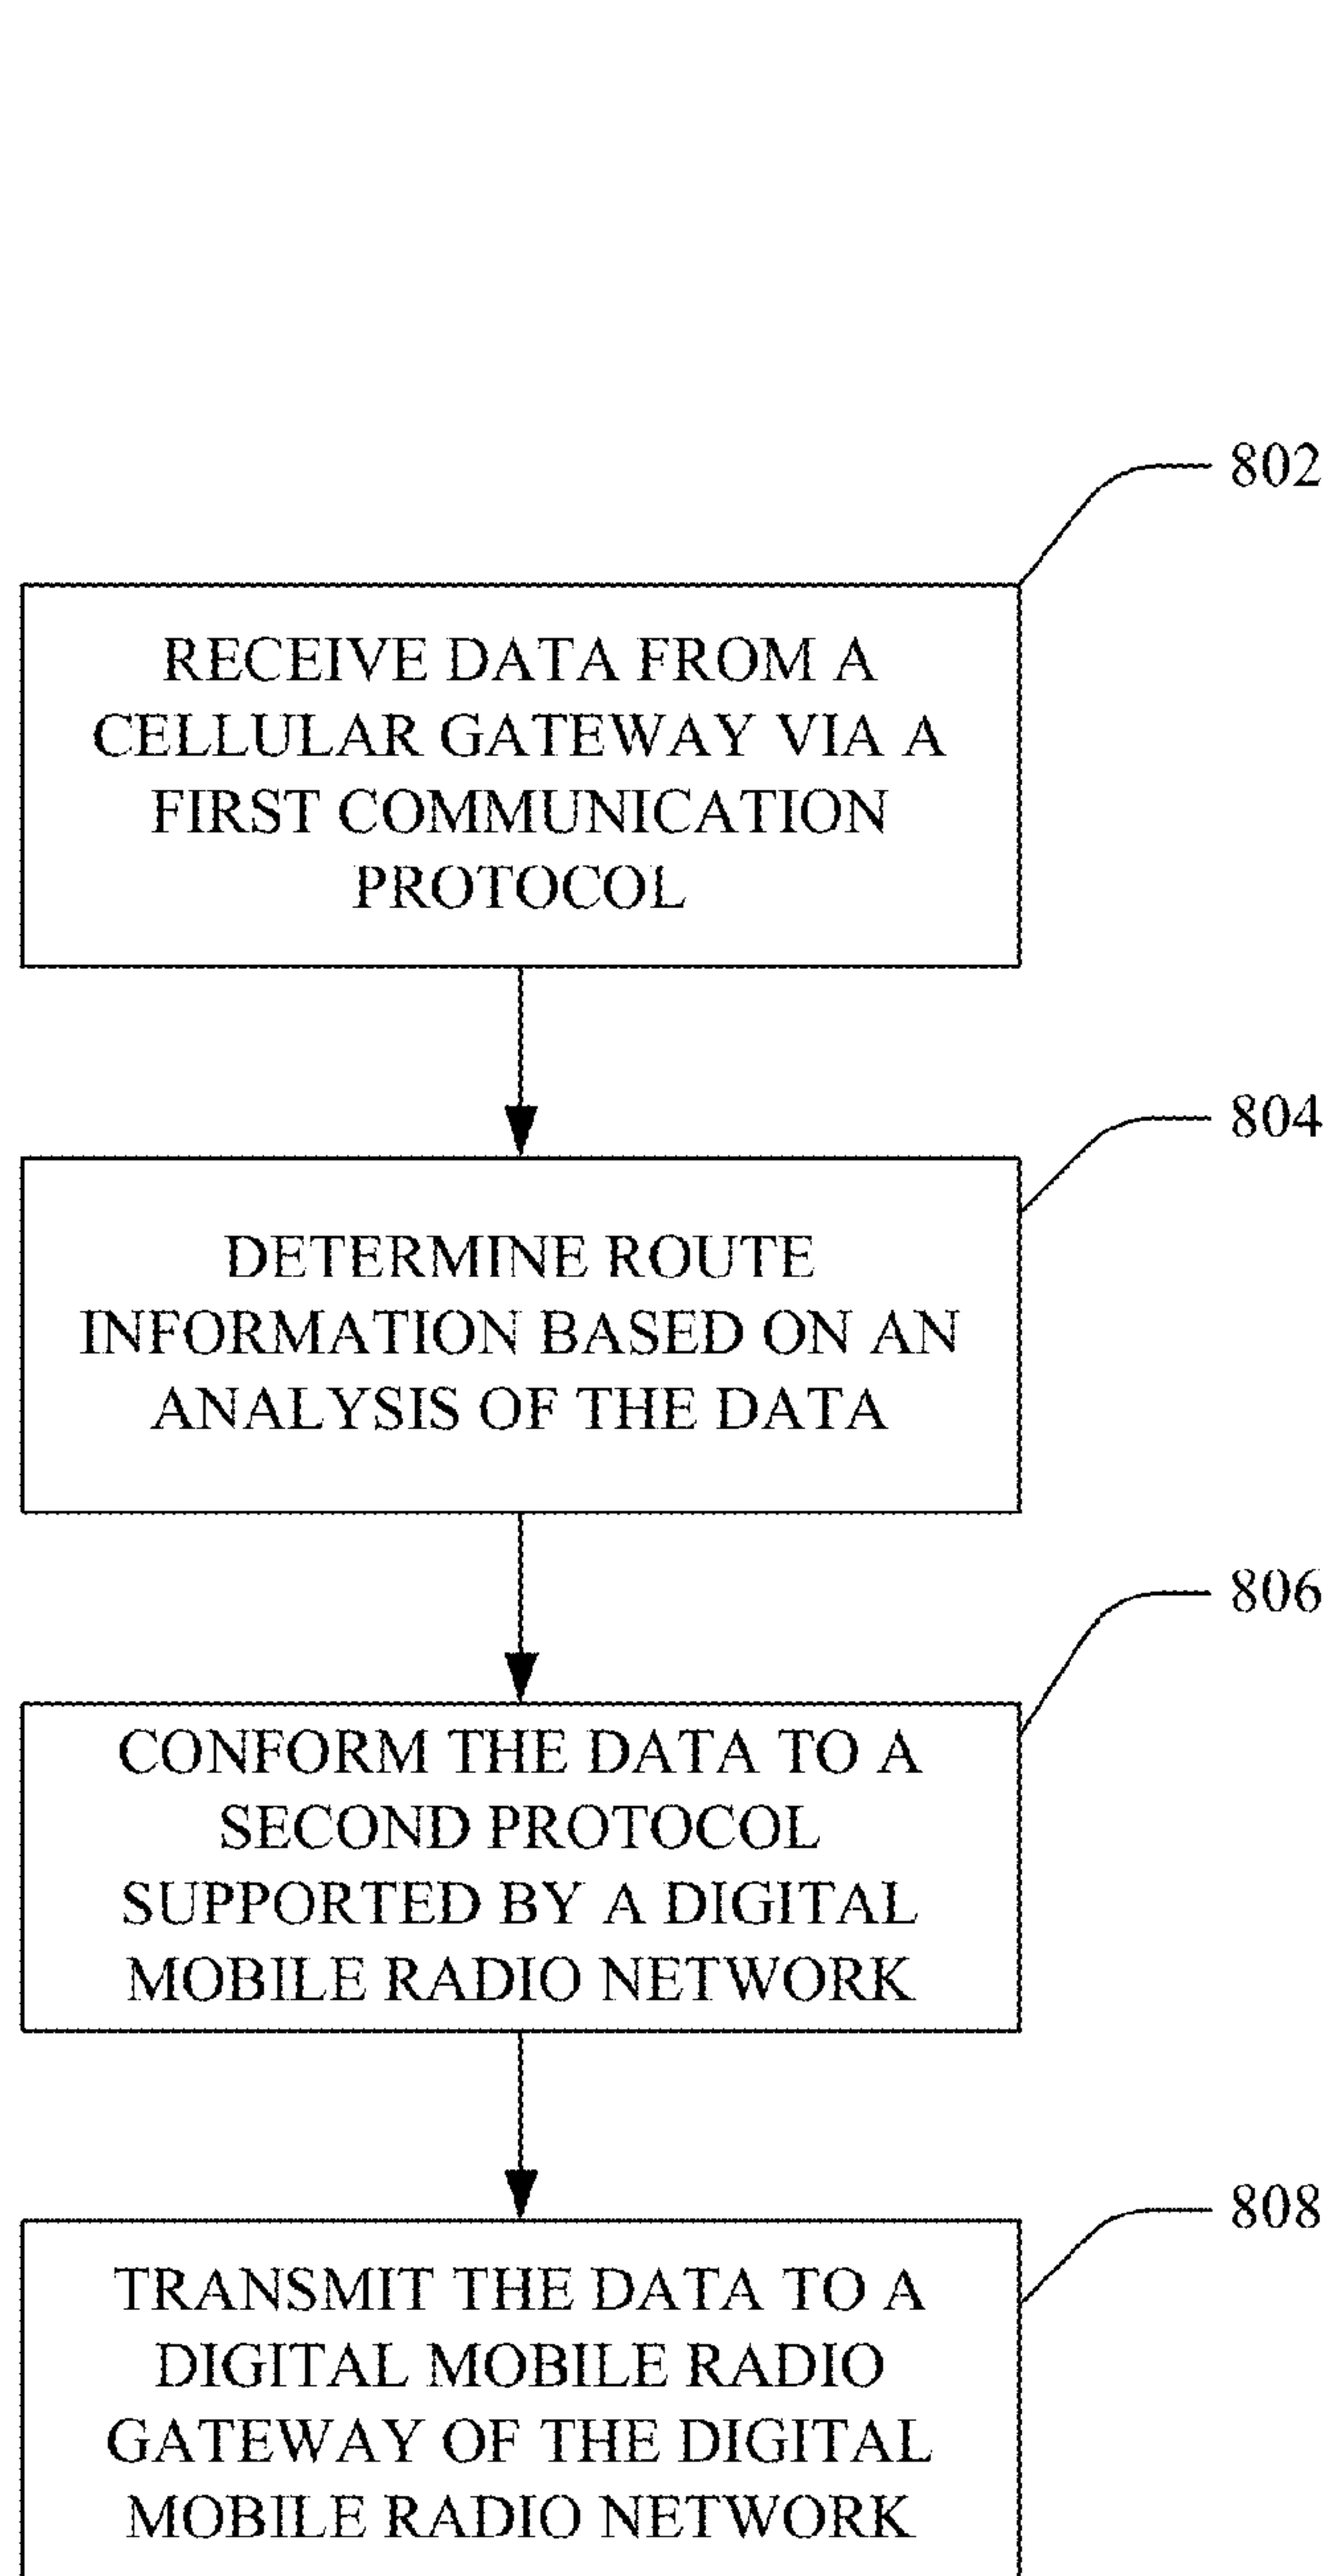 802
RECEIVE DATA FROM A
CELLULAR GATEWAY VIA A
FIRST COMMUNICATION
PROTOCOL
804
DETERMINE ROUTE
INFORMATION BASED ON AN
ANALYSIS OF THE DATA
806
CONFORM THE DATA TO A
SECOND PROTOCOL
SUPPORTED BY A DIGITAL
MOBILE RADIO NETWORK
808
TRANSMIT THE DATA TO A
DIGITAL MOBILE RADIO
GATEWAY OF THE DIGITAL
MOBILE RADIO NETWORK